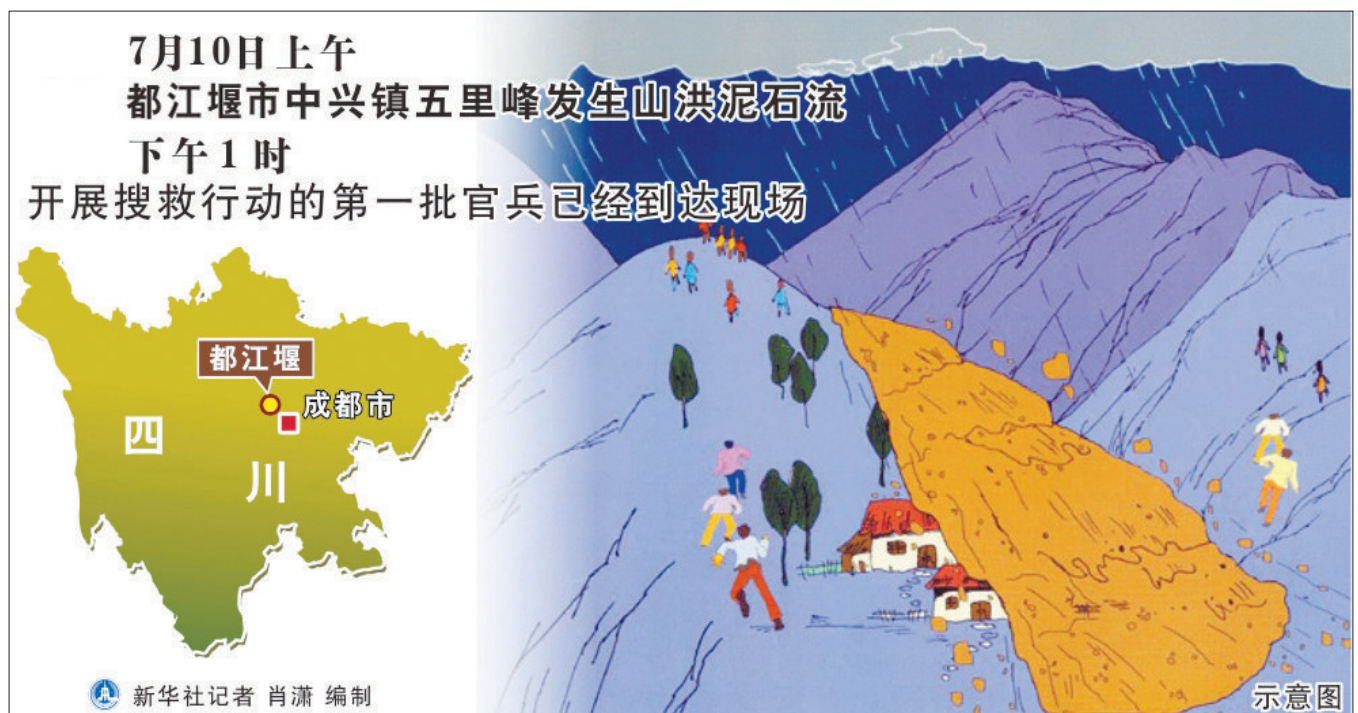 7月10日上午
都江堰市中兴镇五里峰发生山洪泥石流
下午1时
开展搜救行动的第一批官兵已经到达现场
都江堰
成都市
四
川
新华社记者 肖潇 编制
示意图